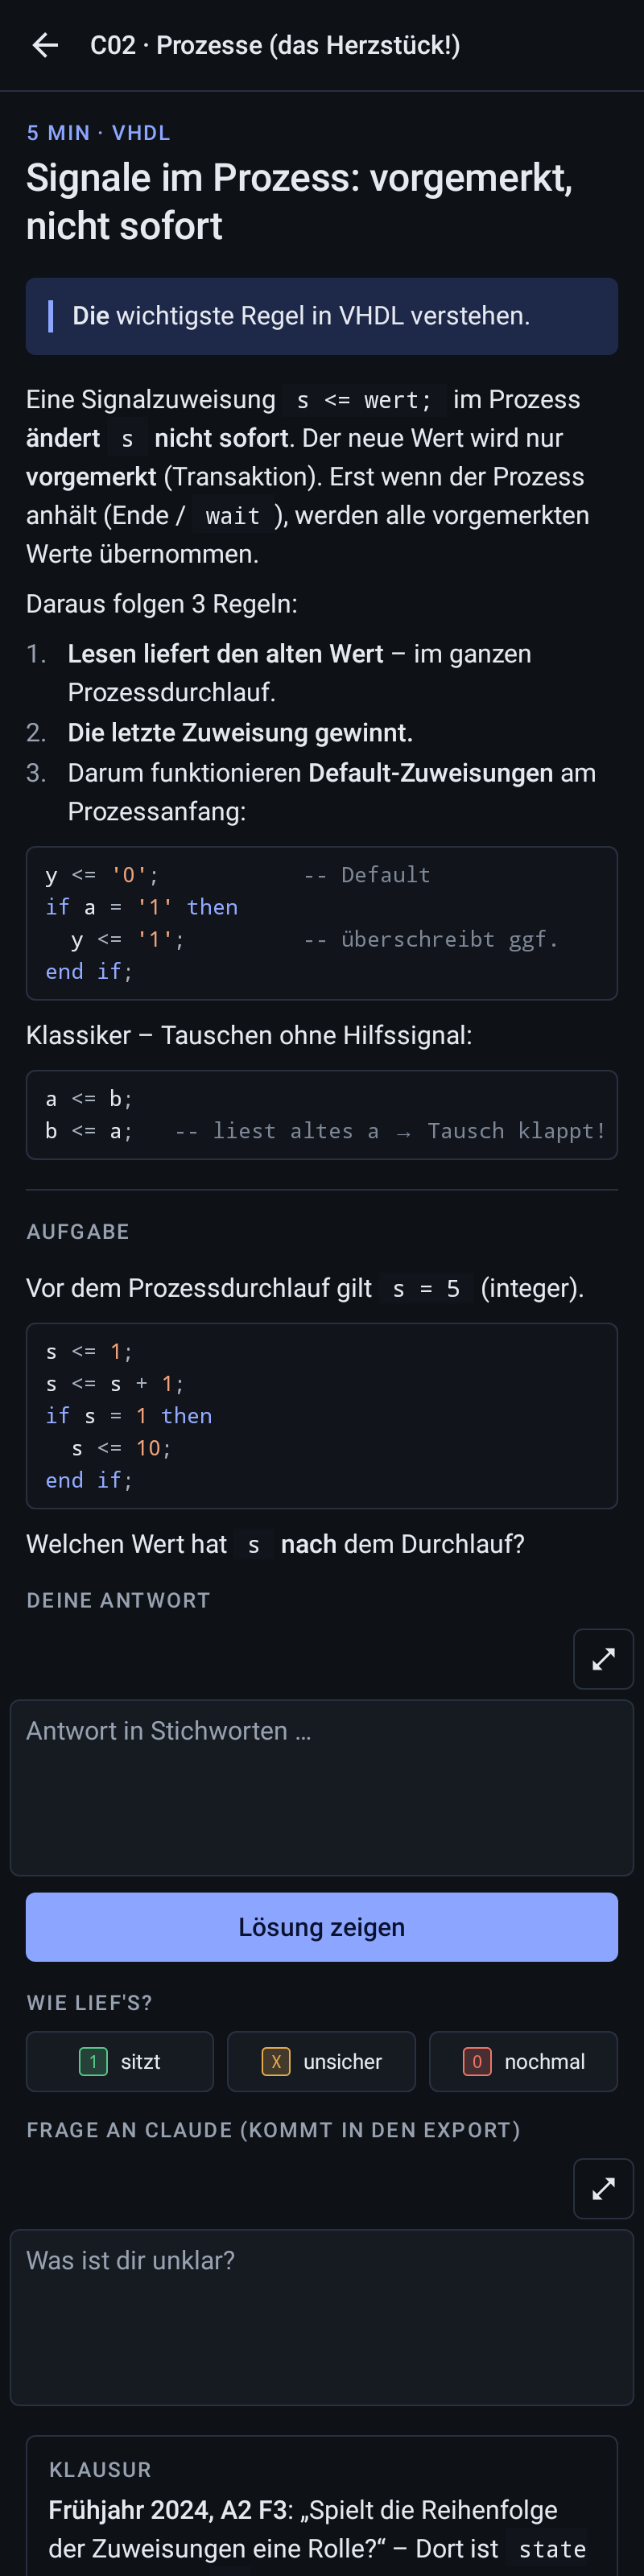 C02 · Prozesse (das Herzstück!)
5 MIN · VHDL
Signale im Prozess: vorgemerkt,
nicht sofort
Die wichtigste Regel in VHDL verstehen.
Eine Signalzuweisung s <= wert; im Prozess
ändert s nicht sofort. Der neue Wert wird nur
vorgemerkt (Transaktion). Erst wenn der Prozess
anhält (Ende / wait ), werden alle vorgemerkten
Werte übernommen.
Daraus folgen 3 Regeln:
1. Lesen liefert den alten Wert – im ganzen
Prozessdurchlauf.
2. Die letzte Zuweisung gewinnt.
3. Darum funktionieren Default-Zuweisungen am
Prozessanfang:
y <= '0'; -- Default
if a = '1' then
y <= '1'; -- überschreibt ggf.
end if;
Klassiker – Tauschen ohne Hilfssignal:
a <= b;
b <= a; -- liest altes a → Tausch klappt!
AUFGABE
Vor dem Prozessdurchlauf gilt s = 5 (integer).
s <= 1;
s <= s + 1;
if s = 1 then
s <= 10;
end if;
Welchen Wert hat s nach dem Durchlauf?
DEINE ANTWORT
Antwort in Stichworten …
Lösung zeigen
WIE LIEF'S?
1 sitzt X unsicher 0 nochmal
FRAGE AN CLAUDE (KOMMT IN DEN EXPORT)
Was ist dir unklar?
KLAUSUR
Frühjahr 2024, A2 F3: „Spielt die Reihenfolge
der Zuweisungen eine Rolle?“ – Dort ist state